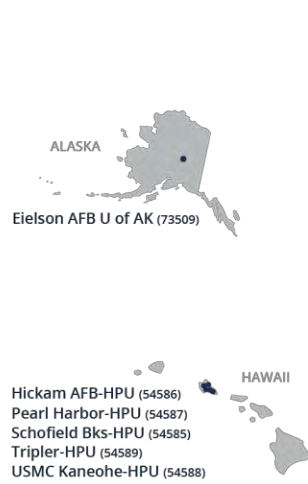 ALASKA
Eielson AFB U of AK (73509)
HAWAII
Hickam AFB-HPU (54586)
Pearl Harbor-HPU (54587)
Schofield Bks-HPU (54585)
Tripler-HPU (54589)
USMC Kaneohe-HPU (54588)